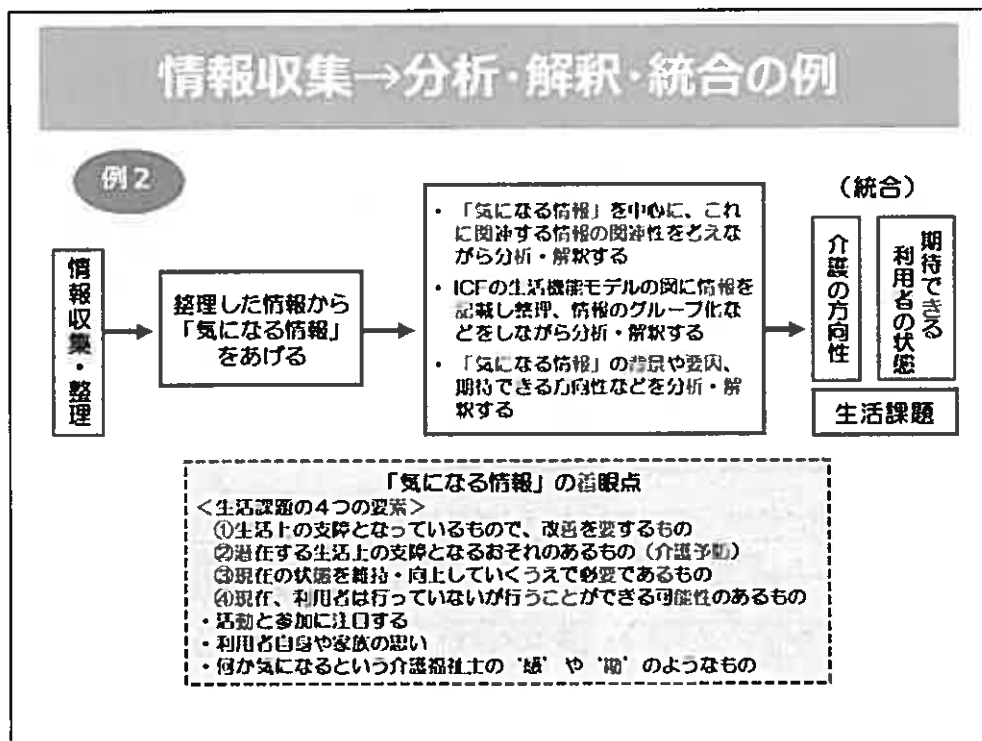 情報収集→分析・解釈・統合の例
例2
情報収集・整理
整理した情報から
「気になる情報」
をあげる
・「気になる情報」を中心に、これ
に関連する情報の関連性をとえな
がら分析・解釈する
・ICFの生活機能モデルの図に情報を
記載し整理、情報のグループ化な
どをしながら分析・解釈する
・「気になる情報」の背景や要因、
期待できる方向性などを分析・解
釈する
（統合）
介護の方向性
期待できる
利用者の状態
生活課題
「気になる情報」の着眼点
＜生活課題の4つの要素＞
①生活上の支障となっているもので、改善を要するもの
②潜在する生活上の支障となるおそれのあるもの（介護予防）
③現在の状態を維持・向上していくうえで必要であるもの
④現在、利用者は行っていないが行うことができる可能性のあるもの
・活動と参加に注目する
・利用者自身や家族の思い
・何か気になるという介護福祉士の‘感’や‘勘’のようなもの